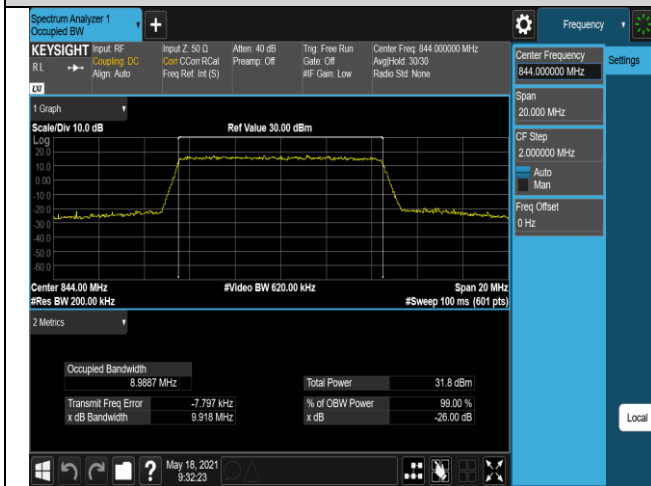 Spectrum Analyzer 1
Occupied BW
Frequency
KEYSIGHT
Input: RF
Input Z: 50 Ω
Atten: 40 dB
Trig: Free Run
Center Freq: 844.000000 MHz
RL
Coupling: DC
Corr CCorr RCal
Preamp: Off
Gate: Off
Avg|Hold: 30/30
Align: Auto
Freq Ref: Int (S)
#IF Gain: Low
Radio Std: None
LXI
Center Frequency
844.000000 MHz
Settings
Span
20.000 MHz
CF Step
2.000000 MHz
Auto
Man
Freq Offset
0 Hz
Local
1 Graph
Scale/Div 10.0 dB
Ref Value 30.00 dBm
Log
20.0
10.0
0.00
-10.0
-20.0
-30.0
-40.0
-50.0
-60.0
Center 844.00 MHz
#Video BW 620.00 kHz
Span 20 MHz
#Res BW 200.00 kHz
#Sweep 100 ms (601 pts)
2 Metrics
Occupied Bandwidth
8.9887 MHz
Total Power
31.8 dBm
Transmit Freq Error
-7.797 kHz
% of OBW Power
99.00 %
x dB Bandwidth
9.918 MHz
x dB
-26.00 dB
May 18, 2021
9:32:23